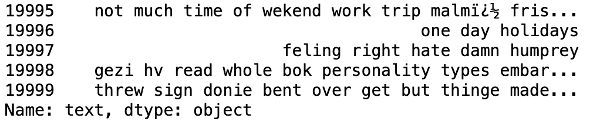 19995 not much time of wekend work trip malmï¿½ fris...
19996 one day holidays
19997 feling right hate damn humprey
19998 gezi hv read whole bok personality types embar...
19999 threw sign donie bent over get but thinge made...
Name: text, dtype: object